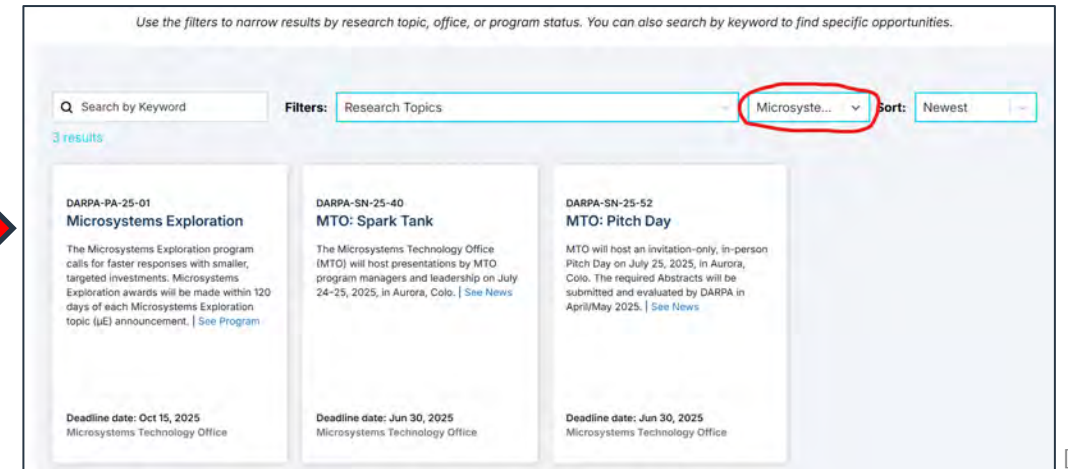 Use the filters to narrow results by research topic, office, or program status. You can also search by keyword to find specific opportunities.
Search by Keyword
Filters: Research Topics
Microsyste...
Sort: Newest
3 results
DARPA-PA-25-01
Microsystems Exploration
The Microsystems Exploration program
calls for faster responses with smaller,
targeted investments. Microsystems
Exploration awards will be made within 120
days of each Microsystems Exploration
topic (μE) announcement. | See Program
Deadline date: Oct 15, 2025
Microsystems Technology Office
DARPA-SN-25-40
MTO: Spark Tank
The Microsystems Technology Office
(MTO) will host presentations by MTO
program managers and leadership on July
24-25, 2025, in Aurora, Colo. | See News
Deadline date: Jun 30, 2025
Microsystems Technology Office
DARPA-SN-25-52
MTO: Pitch Day
MTO will host an invitation-only, in-person
Pitch Day on July 25, 2025, in Aurora,
Colo. The required Abstracts will be
submitted and evaluated by DARPA in
April/May 2025. | See News
Deadline date: Jun 30, 2025
Microsystems Technology Office